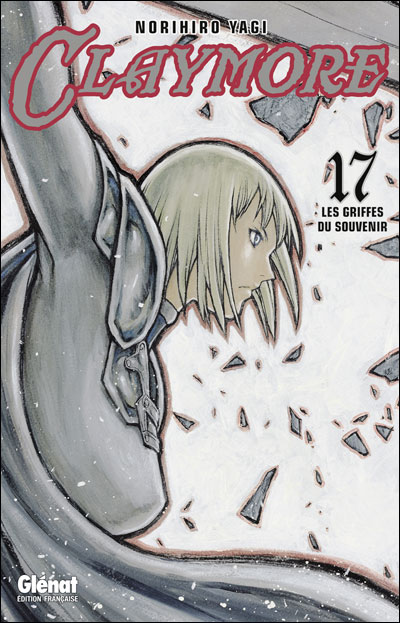 NORIHIRO YAGI
CLAYMORE
17
LES GRIFFES
DU SOUVENIR
Glénat
ÉDITION FRANÇAISE